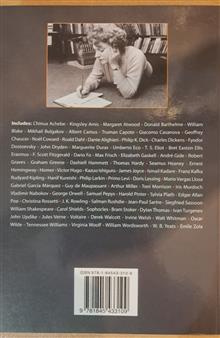 Includes: Chinua Achebe · Kingsley Amis · Margaret Atwood · Donald Barthelme · William
Blake · Mikhail Bulgakov · Albert Camus · Truman Capote · Giacomo Casanova · Geoffrey
Chaucer · Noël Coward · Roald Dahl · Dante Alighieri · Philip K. Dick · Charles Dickens · Fyodor
Dostoevsky · John Dryden · Marguerite Duras · Umberto Eco · T. S. Eliot · Bret Easton Ellis
Erasmus · F. Scott Fitzgerald · Dario Fo · Max Frisch · Elizabeth Gaskell · André Gide · Robert
Graves · Graham Greene · Dashiell Hammett · Thomas Hardy · Seamus Heaney · Ernest
Hemingway · Homer · Victor Hugo · Kazuo Ishiguro · James Joyce · Ismail Kadare · Franz Kafka
Rudyard Kipling · Hanif Kureishi · Philip Larkin · Primo Levi · Doris Lessing · Mario Vargas Llosa
Gabriel García Márquez · Guy de Maupassant · Arthur Miller · Toni Morrison · Iris Murdoch
Vladimir Nabokov · George Orwell · Samuel Pepys · Harold Pinter · Sylvia Plath · Edgar Allan
Poe · Christina Rossetti · J. K. Rowling · Salman Rushdie · Jean-Paul Sartre · Siegfried Sassoon
William Shakespeare · Carol Shields · Sophocles · Bram Stoker · Dylan Thomas · Ivan Turgenev
John Updike · Jules Verne · Voltaire · Derek Walcott · Irvine Welsh · Walt Whitman · Oscar
Wilde · Tennessee Williams · Virginia Woolf · William Wordsworth · W. B. Yeats · Émile Zola
9 781845 433109